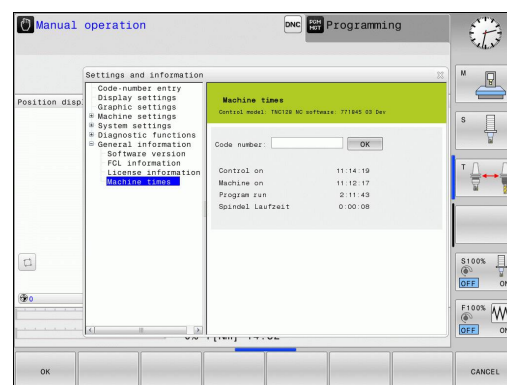 Manual operation
DNC
PGM
MGT
Programming
Settings and information
Position disp
Code-number entry
Display settings
Graphic settings
Machine settings
System settings
Diagnostic functions
General information
Software version
FCL information
License information
Machine times
Machine times
Control model: TNC128 NC software: 771845 03 Dev
Code number:
OK
Control on 11:14:19
Machine on 11:12:17
Program run 2:11:43
Spindel Laufzeit 0:00:08
M
S
T
S100%
OFF ON
F100%
OFF ON
0
OK
CANCEL